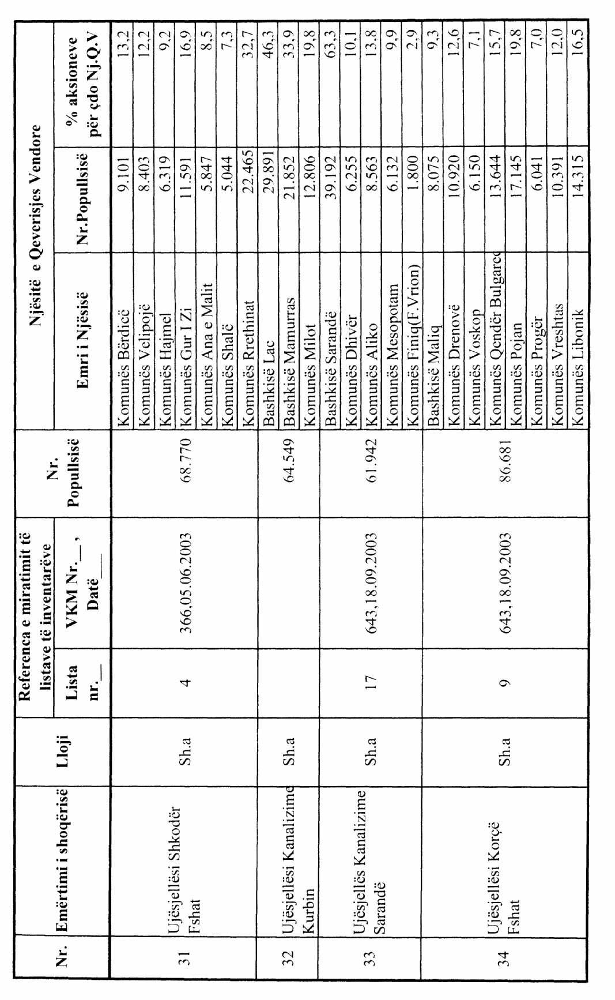 Nr.
Emërtimi i shoqërisë
Lloji
Referenca e miratimit të
listave të inventarëve
Lista
nr.__
VKM Nr.__ ,
Datë___
Nr.
Popullsisë
Njësitë e Qeverisjes Vendore
Emri i Njësisë
Nr.Popullsisë
% aksioneve
për çdo Nj.Q.V
31
Ujësjellësi Shkodër
Fshat
Sh.a
4
366,05.06.2003
68.770
Komunës Bërdicë 9.101 13,2
Komunës Velipojë 8.403 12,2
Komunës Hajmel 6.319 9,2
Komunës Gur I Zi 11.591 16,9
Komunës Ana e Malit 5.847 8,5
Komunës Shalë 5.044 7,3
Komunës Rrethinat 22.465 32,7
32
Ujësjellësi Kanalizime
Kurbin
Sh.a
64.549
Bashkisë Lac 29.891 46,3
Bashkisë Mamurras 21.852 33,9
Komunës Milot 12.806 19,8
33
Ujësjellës Kanalizime
Sarandë
Sh.a
17
643,18.09.2003
61.942
Bashkisë Sarandë 39.192 63,3
Komunës Dhivër 6.255 10,1
Komunës Aliko 8.563 13,8
Komunës Mesopotam 6.132 9,9
Komunës Finiq(F.Vrion) 1.800 2,9
34
Ujësjellësi Korçë
Fshat
Sh.a
9
643,18.09.2003
86.681
Bashkisë Maliq 8.075 9,3
Komunës Drenovë 10.920 12,6
Komunës Voskop 6.150 7,1
Komunës Qendër Bulgarec 13.644 15,7
Komunës Pojan 17.145 19,8
Komunës Progër 6.041 7,0
Komunës Vreshtas 10.391 12,0
Komunës Libonik 14.315 16,5